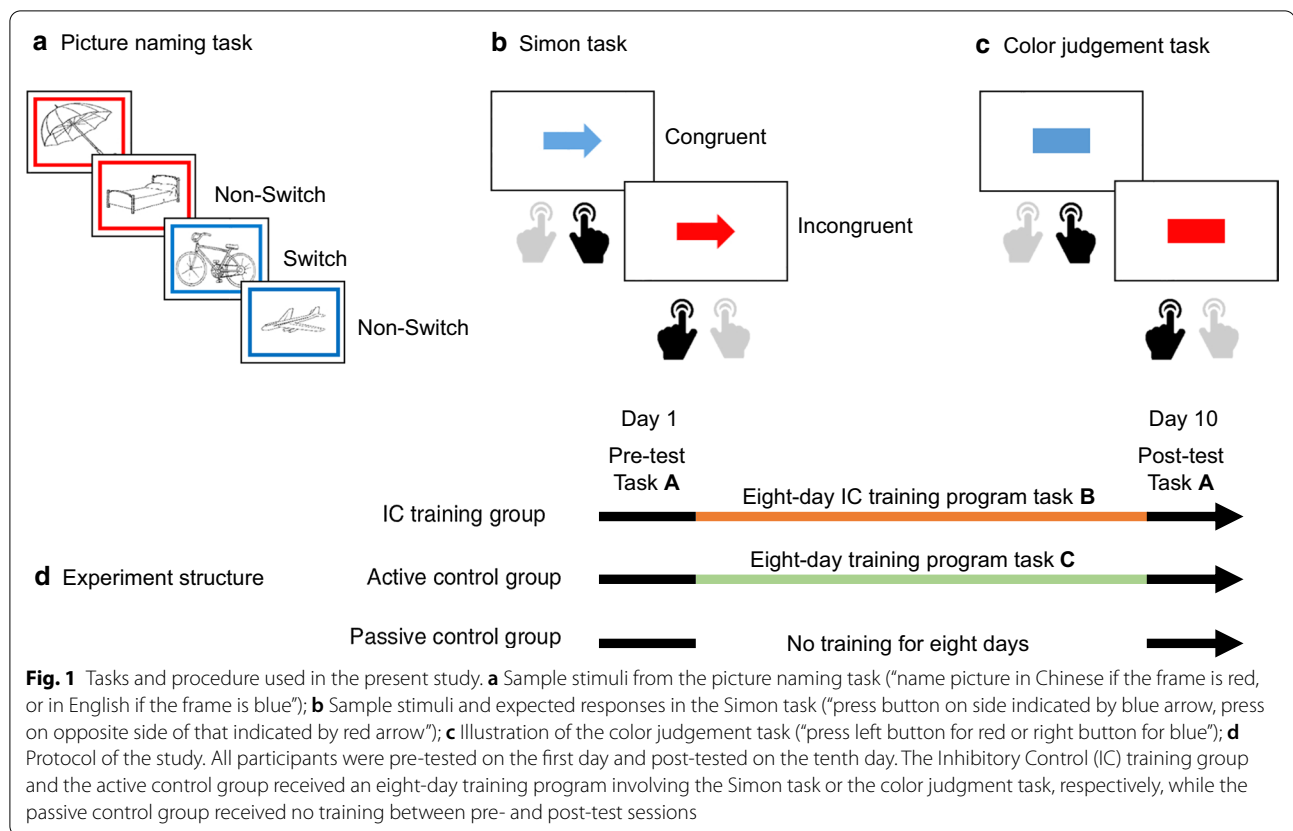 a Picture naming task
b Simon task
c Color judgement task
Non-Switch
Switch
Non-Switch
Congruent
Incongruent
Day 1
Pre-test
Task A
Day 10
Post-test
Task A
IC training group
Eight-day IC training program task B
d Experiment structure
Active control group
Eight-day training program task C
Passive control group
No training for eight days
Fig. 1 Tasks and procedure used in the present study. a Sample stimuli from the picture naming task (“name picture in Chinese if the frame is red,
or in English if the frame is blue”); b Sample stimuli and expected responses in the Simon task (“press button on side indicated by blue arrow, press
on opposite side of that indicated by red arrow”); c Illustration of the color judgement task (“press left button for red or right button for blue”); d
Protocol of the study. All participants were pre-tested on the first day and post-tested on the tenth day. The Inhibitory Control (IC) training group
and the active control group received an eight-day training program involving the Simon task or the color judgment task, respectively, while the
passive control group received no training between pre- and post-test sessions